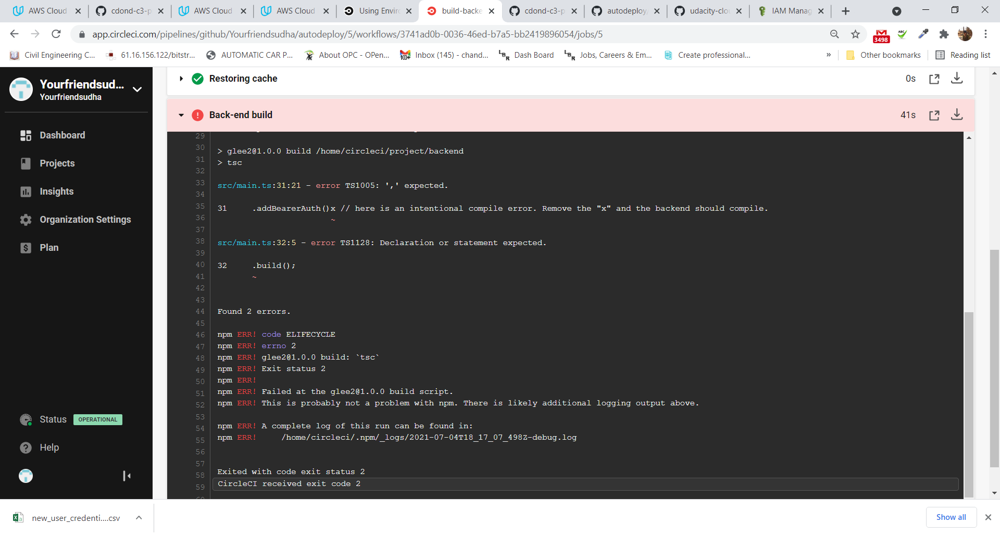 AWS Cloud
cdond-c3-p
AWS Cloud
AWS Cloud
Using Envir
build-backe
cdond-c3-p
autodeploy/
udacity-clou
IAM Manag
app.circleci.com/pipelines/github/Yourfriendsudha/autodeploy/5/workflows/3741ad0b-0036-46ed-b7a5-bb2419896054/jobs/5
3498
ABC
Civil Engineering C...
61.16.156.122/bitstr...
AUTOMATIC CAR P...
About OPC - OPen...
100+
Inbox (145) - chand...
Dash Board
Jobs, Careers & Em...
Create professional...
»
Other bookmarks
Reading list
Yourfriendsud...
Yourfriendsudha
Dashboard
Projects
Insights
Organization Settings
Plan
Status OPERATIONAL
Help
Restoring cache 0s
Back-end build 41s
29
30 > glee2@1.0.0 build /home/circleci/project/backend
31 > tsc
32
33 src/main.ts:31:21 - error TS1005: ',' expected.
34
35 31 .addBearerAuth()x // here is an intentional compile error. Remove the "x" and the backend should compile.
36 ~
37
38 src/main.ts:32:5 - error TS1128: Declaration or statement expected.
39
40 32 .build();
41 ~
42
43
44 Found 2 errors.
45
46 npm ERR! code ELIFECYCLE
47 npm ERR! errno 2
48 npm ERR! glee2@1.0.0 build: `tsc`
49 npm ERR! Exit status 2
50 npm ERR!
51 npm ERR! Failed at the glee2@1.0.0 build script.
52 npm ERR! This is probably not a problem with npm. There is likely additional logging output above.
53
54 npm ERR! A complete log of this run can be found in:
55 npm ERR! /home/circleci/.npm/_logs/2021-07-04T18_17_07_498Z-debug.log
56
57
58 Exited with code exit status 2
59 CircleCI received exit code 2
new_user_credenti....csv
Show all